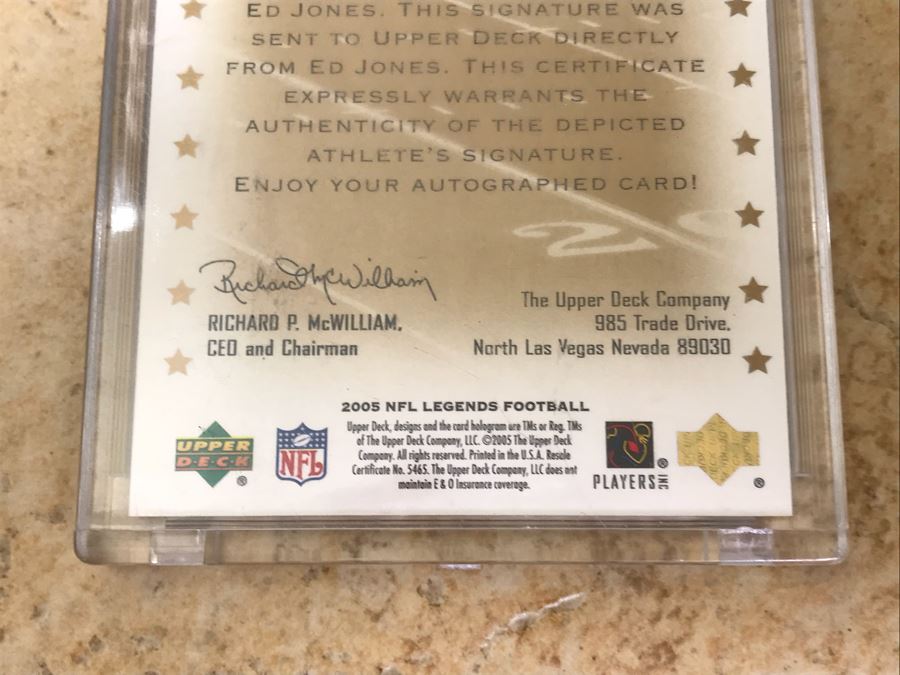 ED JONES. THIS SIGNATURE WAS
SENT TO UPPER DECK DIRECTLY
FROM ED JONES. THIS CERTIFICATE
EXPRESSLY WARRANTS THE
AUTHENTICITY OF THE DEPICTED
ATHLETE'S SIGNATURE.
ENJOY YOUR AUTOGRAPHED CARD!
Richard McWilliam
RICHARD P. McWILLIAM,
CEO and Chairman
The Upper Deck Company
985 Trade Drive,
North Las Vegas Nevada 89030
2005 NFL LEGENDS FOOTBALL
Upper Deck, designs and the card hologram are TMs or Reg. TMs
of The Upper Deck Company, LLC. ©2005 The Upper Deck
Company. All rights reserved. Printed in the U.S.A. Resale
Certificate No. 5465. The Upper Deck Company, LLC does not
maintain E & O Insurance coverage.
UPPER
DECK
®
NFL
PLAYERS INC
®
®